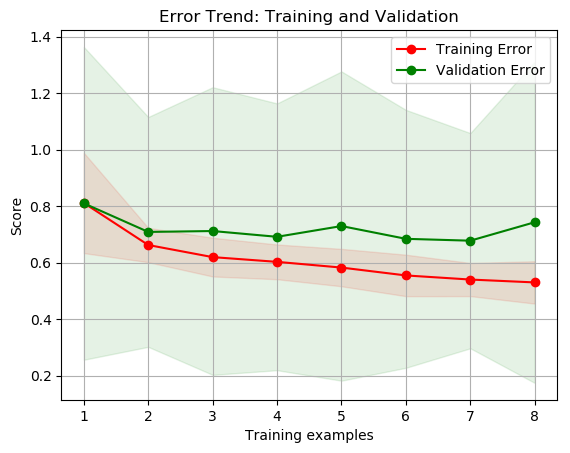 Error Trend: Training and Validation
Training Error
Validation Error
Score
1.4
1.2
1.0
0.8
0.6
0.4
0.2
1 2 3 4 5 6 7 8
Training examples